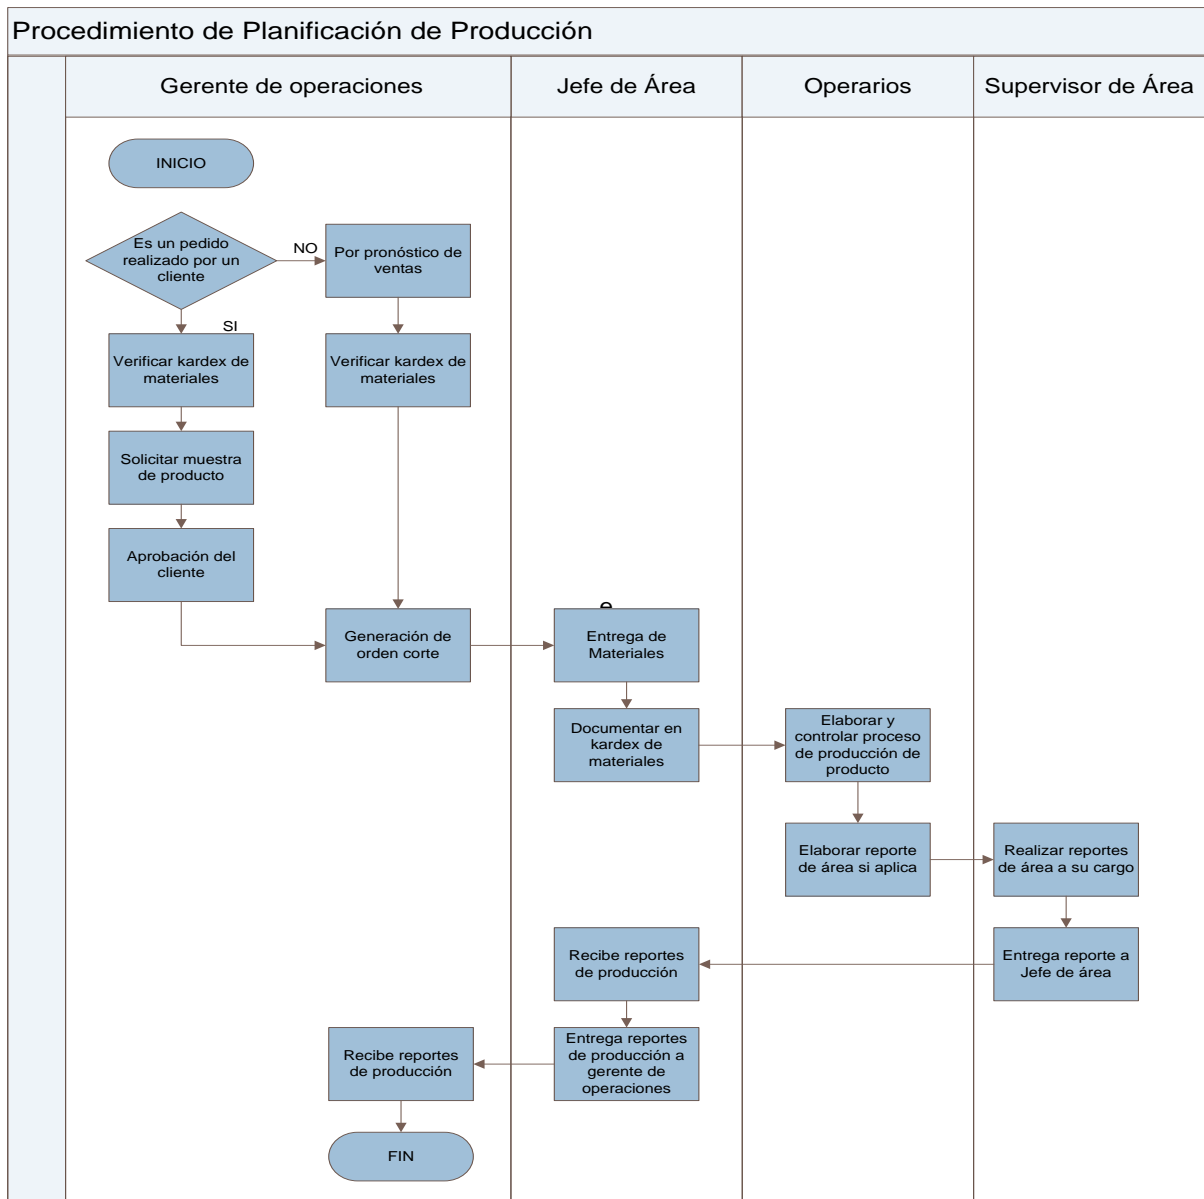 Procedimiento de Planificación de Producción
Gerente de operaciones
Jefe de Área
Operarios
Supervisor de Área
INICIO
Es un pedido
realizado por un
cliente
NO
Por pronóstico de
ventas
SI
Verificar kardex de
materiales
Verificar kardex de
materiales
Solicitar muestra
de producto
Aprobación del
cliente
Generación de
orden corte
Entrega de
Materiales
Documentar en
kardex de
materiales
Elaborar y
controlar proceso
de producción de
producto
Elaborar reporte
de área si aplica
Realizar reportes
de área a su cargo
Entrega reporte a
Jefe de área
Recibe reportes
de producción
Entrega reportes
de producción a
gerente de
operaciones
Recibe reportes
de producción
FIN